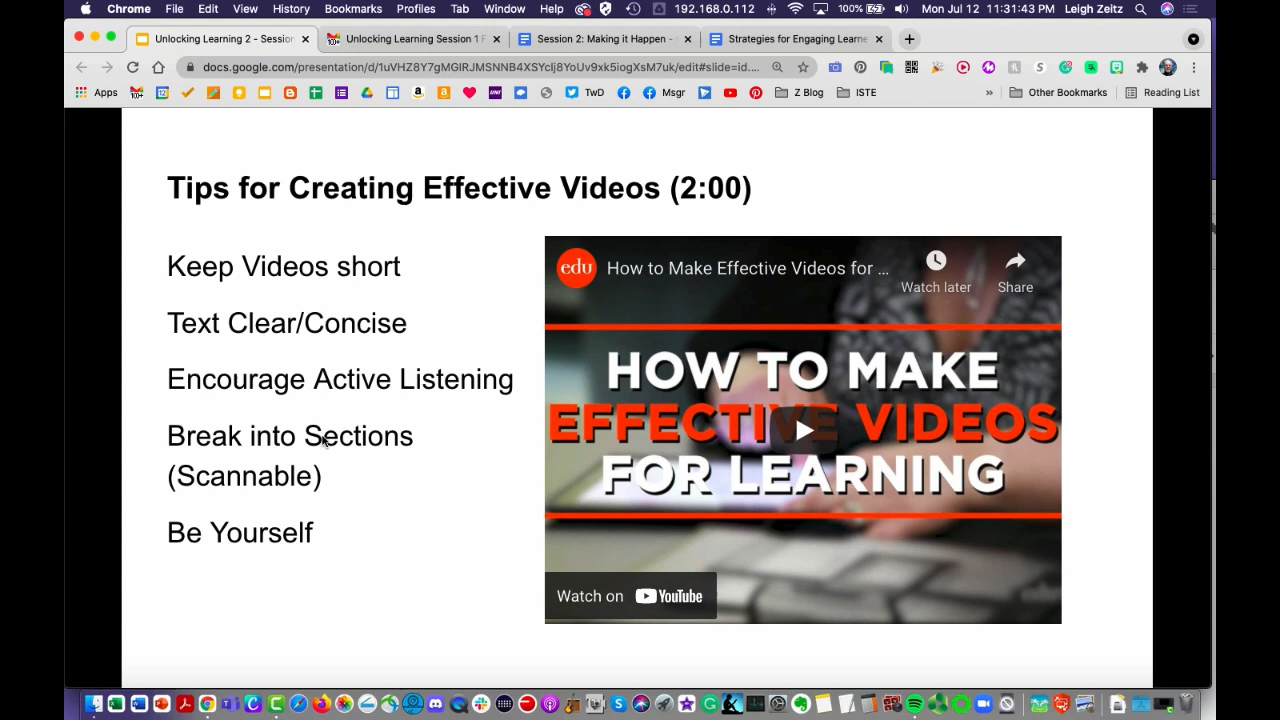 Chrome File Edit View History Bookmarks Profiles Tab Window Help 192.168.0.112 100% Mon Jul 12 11:31:43 AM Leigh Zeitz
Unlocking Learning 2 - Session Unlocking Learning Session 1 F Session 2: Making it Happen - Strategies for Engaging Learne
docs.google.com/presentation/d/1uVHZ8Y7gMGIRJMSNNB4XSYclj8YoUv9xk5iogXsM7uk/edit#slide=id....
Apps TwD Msgr Z Blog ISTE » Other Bookmarks Reading List
Tips for Creating Effective Videos (2:00)
Keep Videos short
Text Clear/Concise
Encourage Active Listening
Break into Sections
(Scannable)
Be Yourself
edu How to Make Effective Videos for ...
Watch later Share
HOW TO MAKE
EFFECTIVE VIDEOS
FOR LEARNING
Watch on YouTube